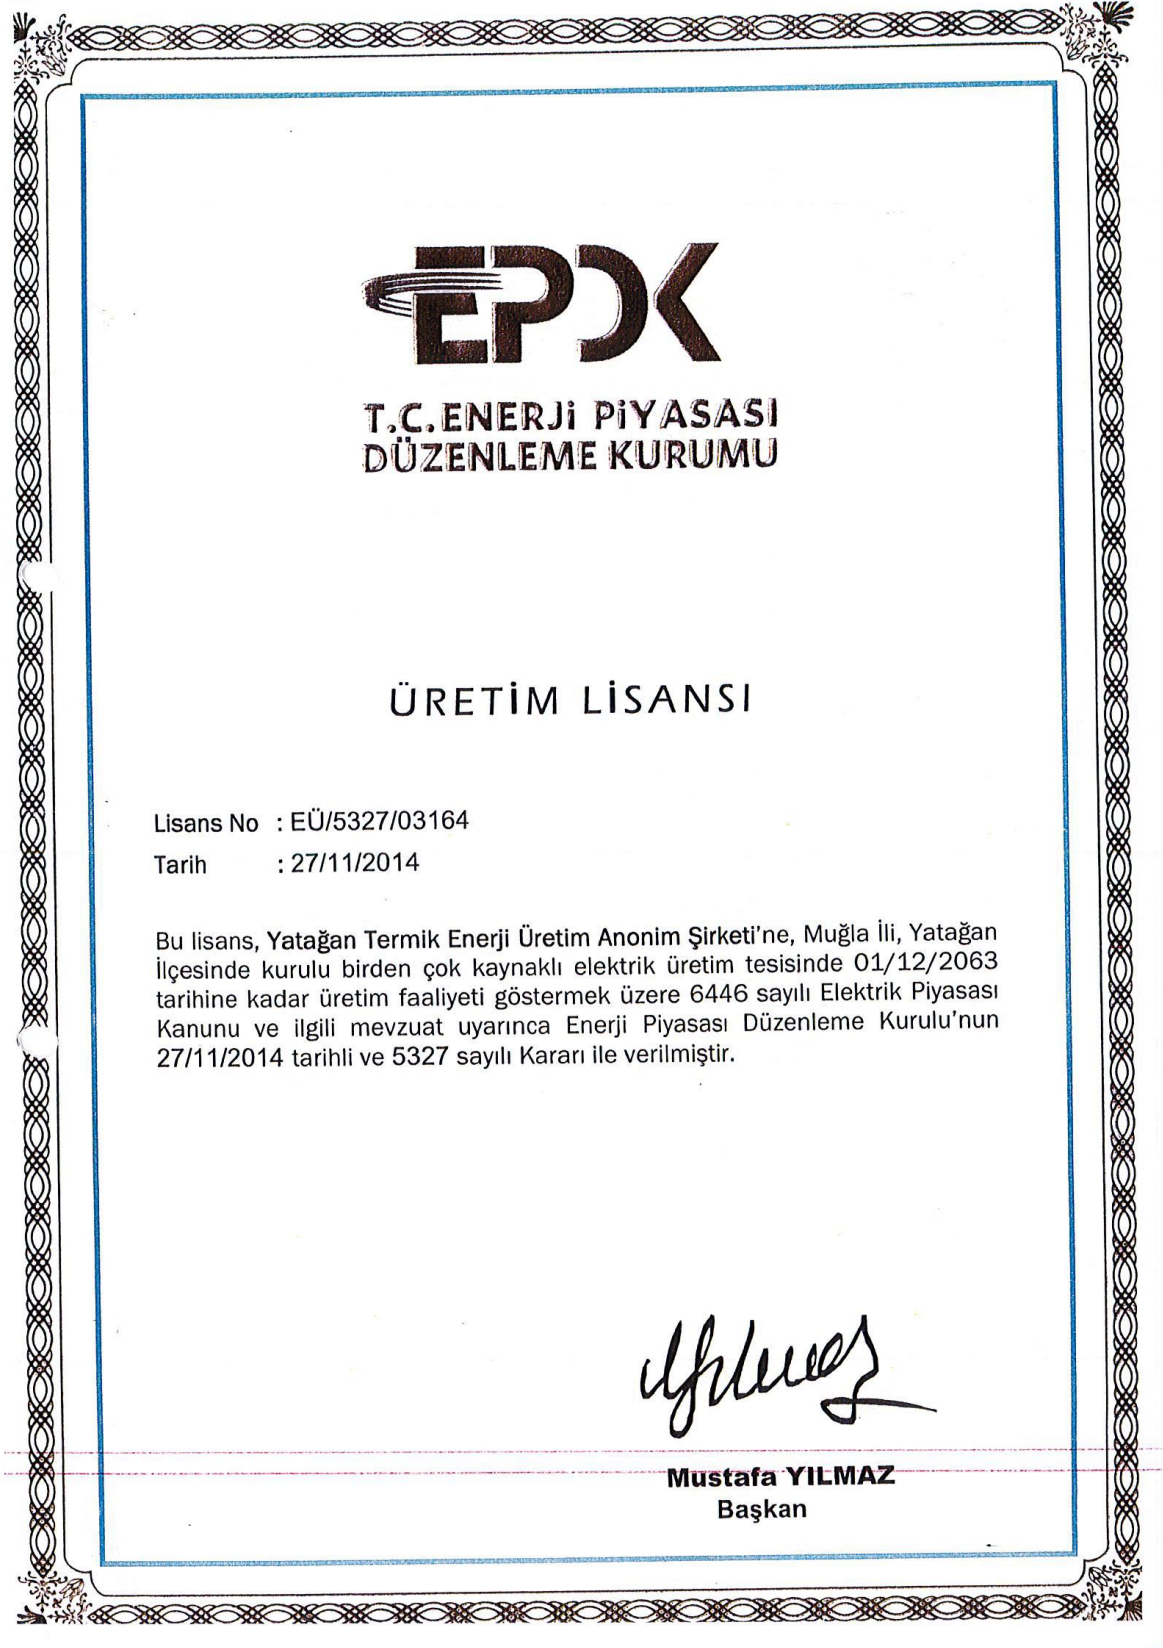 EPDK
T.C. ENERJİ PİYASASI
DÜZENLEME KURUMU
ÜRETİM LİSANSI
Lisans No : EÜ/5327/03164
Tarih : 27/11/2014
Bu lisans, Yatağan Termik Enerji Üretim Anonim Şirketi'ne, Muğla İli, Yatağan
İlçesinde kurulu birden çok kaynaklı elektrik üretim tesisinde 01/12/2063
tarihine kadar üretim faaliyeti göstermek üzere 6446 sayılı Elektrik Piyasası
Kanunu ve ilgili mevzuat uyarınca Enerji Piyasası Düzenleme Kurulu'nun
27/11/2014 tarihli ve 5327 sayılı Kararı ile verilmiştir.
Mustafa YILMAZ
Başkan